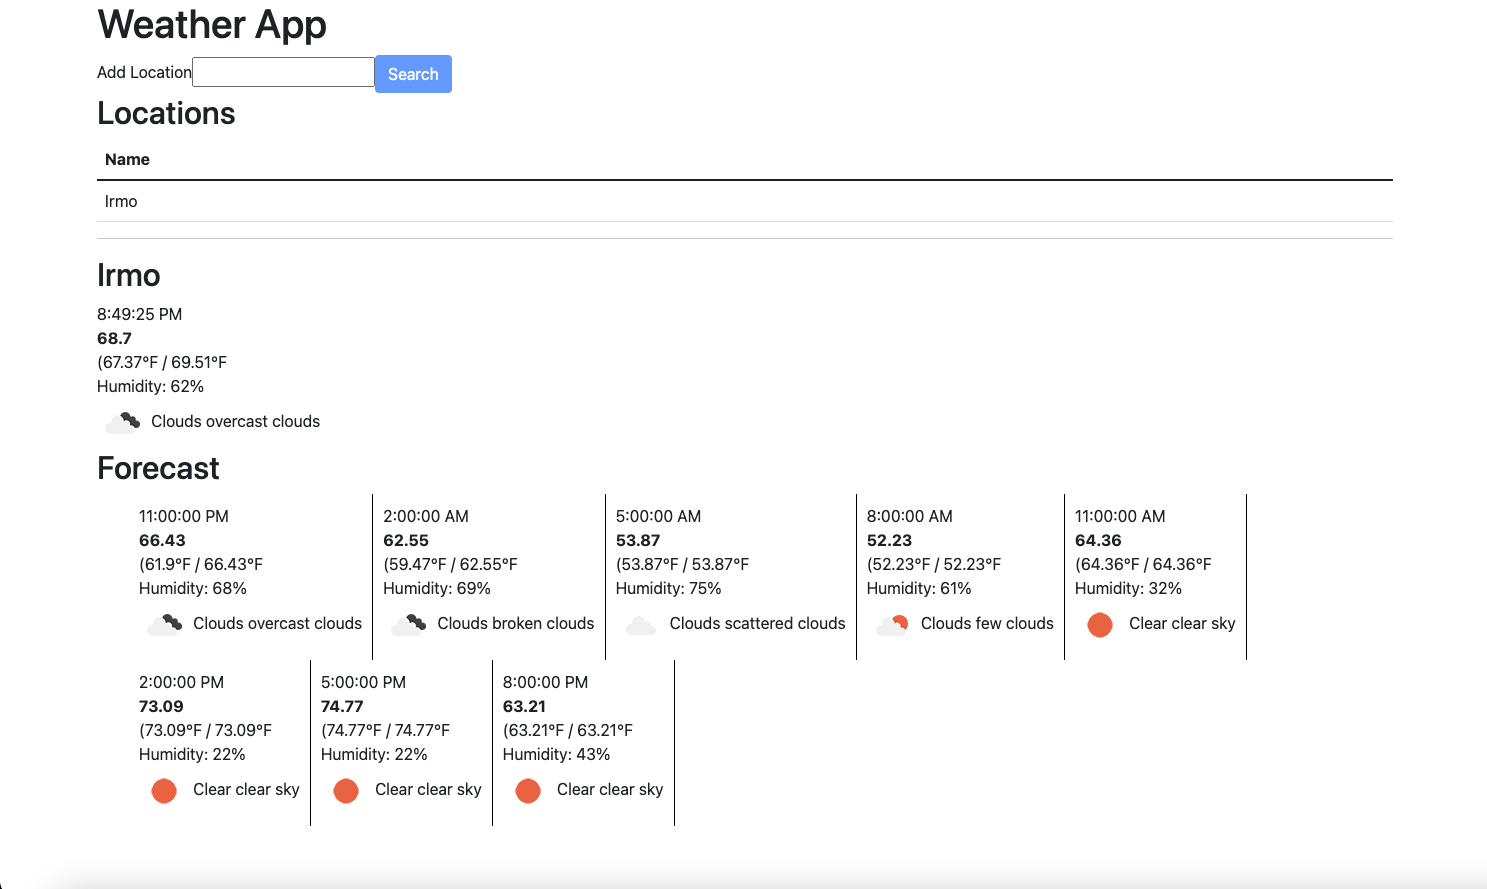 Weather App
Add Location Search
Locations
Name
Irmo
Irmo
8:49:25 PM
68.7
(67.37°F / 69.51°F
Humidity: 62%
Clouds overcast clouds
Forecast
11:00:00 PM
66.43
(61.9°F / 66.43°F
Humidity: 68%
Clouds overcast clouds
2:00:00 AM
62.55
(59.47°F / 62.55°F
Humidity: 69%
Clouds broken clouds
5:00:00 AM
53.87
(53.87°F / 53.87°F
Humidity: 75%
Clouds scattered clouds
8:00:00 AM
52.23
(52.23°F / 52.23°F
Humidity: 61%
Clouds few clouds
11:00:00 AM
64.36
(64.36°F / 64.36°F
Humidity: 32%
Clear clear sky
2:00:00 PM
73.09
(73.09°F / 73.09°F
Humidity: 22%
Clear clear sky
5:00:00 PM
74.77
(74.77°F / 74.77°F
Humidity: 22%
Clear clear sky
8:00:00 PM
63.21
(63.21°F / 63.21°F
Humidity: 43%
Clear clear sky